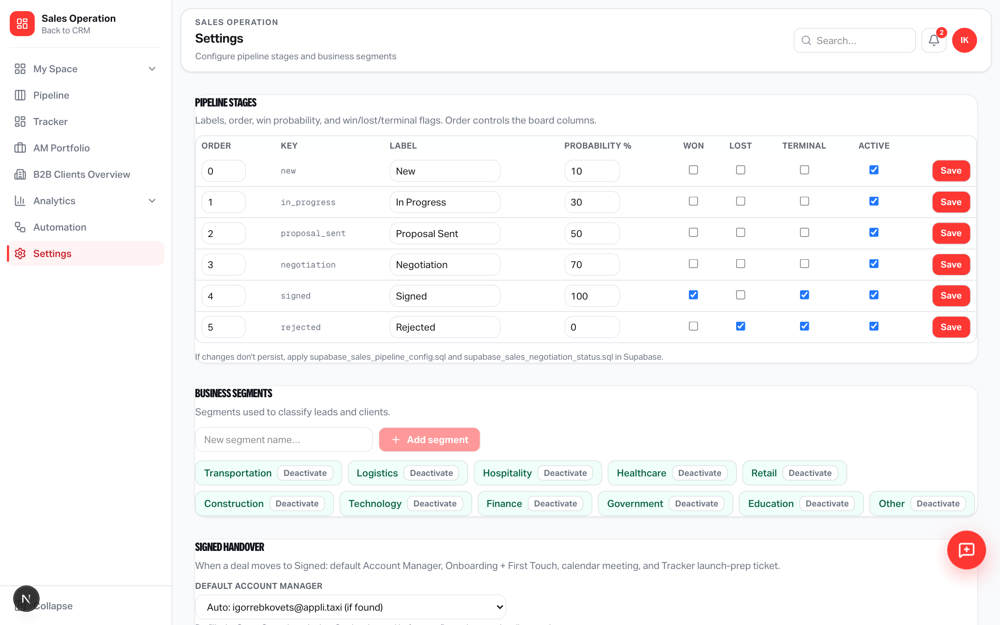 Sales Operation
Back to CRM
My Space
Pipeline
Tracker
AM Portfolio
B2B Clients Overview
Analytics
Automation
Settings
N
Collapse
SALES OPERATION
Settings
Configure pipeline stages and business segments
Search...
2
IK
PIPELINE STAGES
Labels, order, win probability, and win/lost/terminal flags. Order controls the board columns.
ORDER KEY LABEL PROBABILITY % WON LOST TERMINAL ACTIVE
0 new New 10 Save
1 in_progress In Progress 30 Save
2 proposal_sent Proposal Sent 50 Save
3 negotiation Negotiation 70 Save
4 signed Signed 100 Save
5 rejected Rejected 0 Save
If changes don't persist, apply supabase_sales_pipeline_config.sql and supabase_sales_negotiation_status.sql in Supabase.
BUSINESS SEGMENTS
Segments used to classify leads and clients.
New segment name... + Add segment
Transportation Deactivate Logistics Deactivate Hospitality Deactivate Healthcare Deactivate Retail Deactivate
Construction Deactivate Technology Deactivate Finance Deactivate Government Deactivate Education Deactivate Other Deactivate
SIGNED HANDOVER
When a deal moves to Signed: default Account Manager, Onboarding + First Touch, calendar meeting, and Tracker launch-prep ticket.
DEFAULT ACCOUNT MANAGER
Auto: igorrebkovets@appli.taxi (if found)